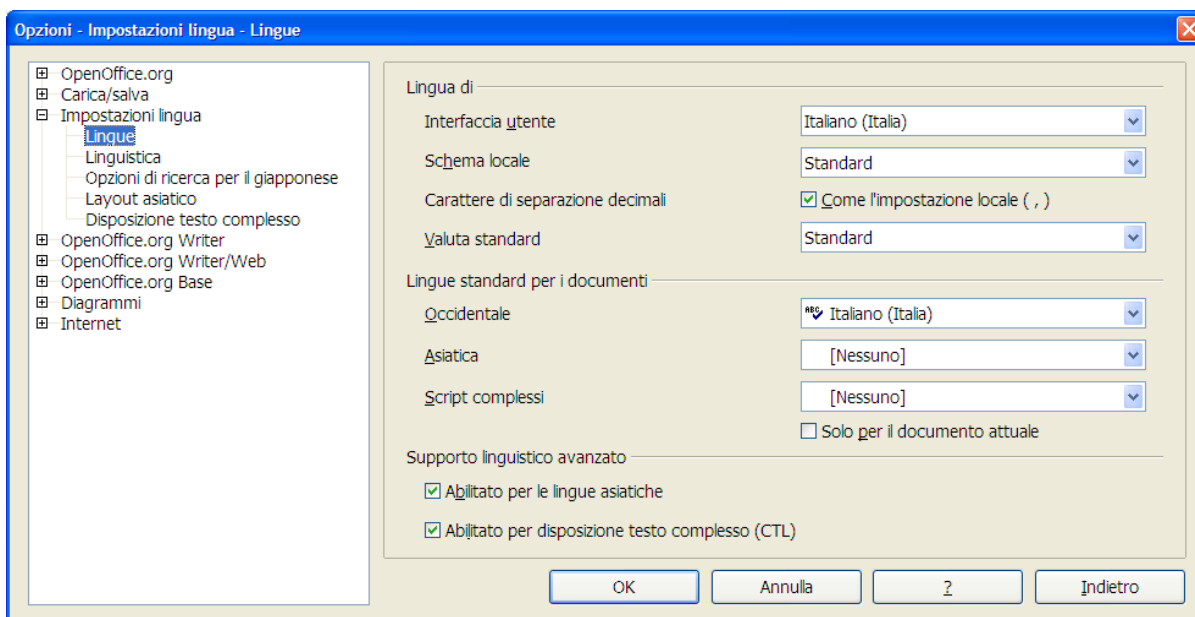 Opzioni - Impostazioni lingua - Lingue
OpenOffice.org
Carica/salva
Impostazioni lingua
Lingue
Linguistica
Opzioni di ricerca per il giapponese
Layout asiatico
Disposizione testo complesso
OpenOffice.org Writer
OpenOffice.org Writer/Web
OpenOffice.org Base
Diagrammi
Internet
Lingua di
Interfaccia utente Italiano (Italia)
Schema locale Standard
Carattere di separazione decimali Come l'impostazione locale ( , )
Valuta standard Standard
Lingue standard per i documenti
Occidentale ABC Italiano (Italia)
Asiatica [Nessuno]
Script complessi [Nessuno]
Solo per il documento attuale
Supporto linguistico avanzato
Abilitato per le lingue asiatiche
Abilitato per disposizione testo complesso (CTL)
OK Annulla ? Indietro